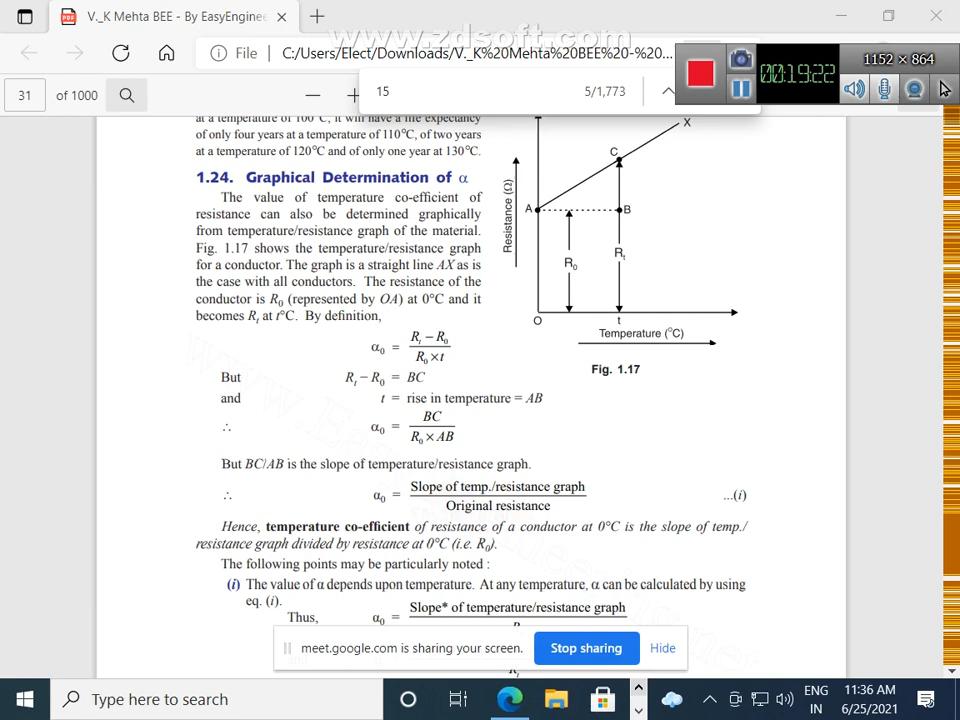 V._K Mehta BEE - By EasyEnginee
www.zdsoft.com
File
C:/Users/Elect/Downloads/V._K%20Mehta%20BEE%20-%20...
00:19:22
1152 × 864
31 of 1000
15
5/1,773
at a temperature of 100°C, it will have a life expectancy
of only four years at a temperature of 110°C, of two years
at a temperature of 120°C and of only one year at 130°C.
1.24. Graphical Determination of α
The value of temperature co-efficient of
resistance can also be determined graphically
from temperature/resistance graph of the material.
Fig. 1.17 shows the temperature/resistance graph
for a conductor. The graph is a straight line AX as is
the case with all conductors. The resistance of the
conductor is R₀ (represented by OA) at 0°C and it
becomes Rₜ at t°C. By definition,
α₀ = (Rₜ − R₀) / (R₀ × t)
But Rₜ − R₀ = BC
and t = rise in temperature = AB
∴ α₀ = BC / (R₀ × AB)
X
C
A
B
Resistance (Ω)
R₀
Rₜ
O
t
Temperature (°C)
Fig. 1.17
But BC/AB is the slope of temperature/resistance graph.
∴ α₀ = Slope of temp./resistance graph / Original resistance ...(i)
Hence, temperature co-efficient of resistance of a conductor at 0°C is the slope of temp./
resistance graph divided by resistance at 0°C (i.e. R₀).
The following points may be particularly noted :
(i) The value of α depends upon temperature. At any temperature, α can be calculated by using
eq. (i).
Thus, α₀ = Slope* of temperature/resistance graph
meet.google.com is sharing your screen.
Stop sharing
Hide
Type here to search
ENG
IN
11:36 AM
6/25/2021